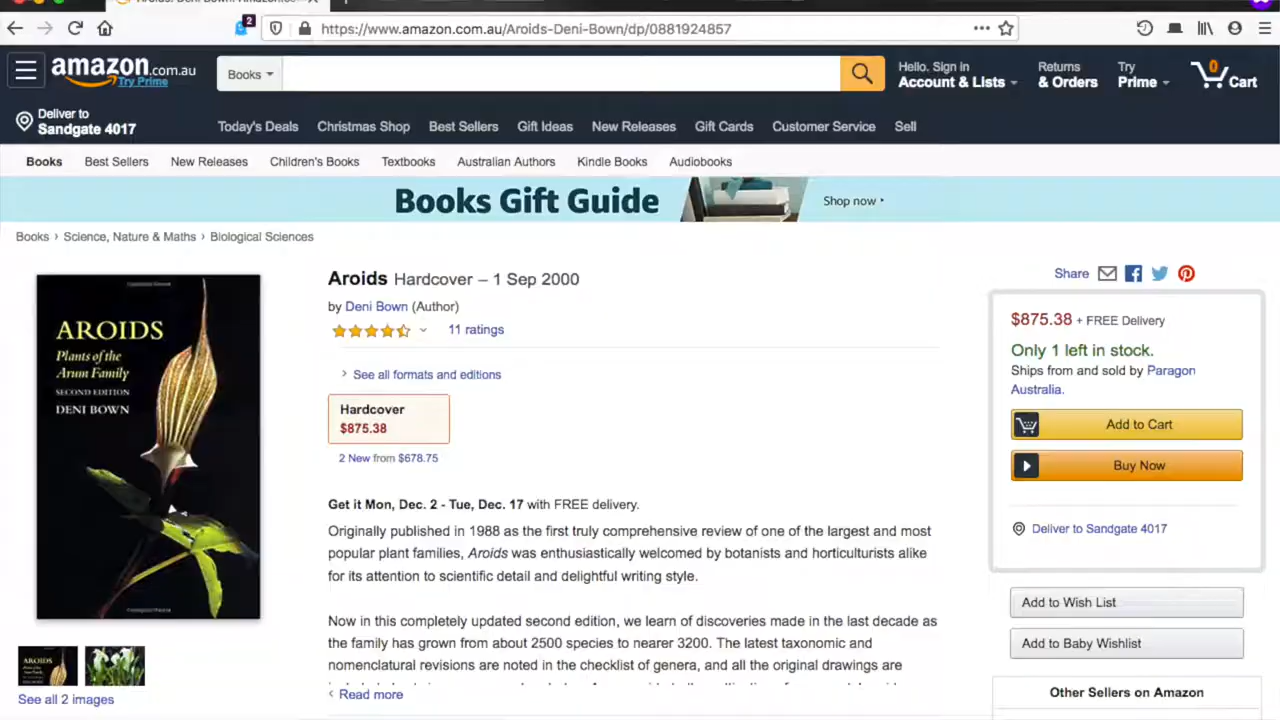 2
https://www.amazon.com.au/Aroids-Deni-Bown/dp/0881924857
amazon.com.au
Try Prime
Books
Hello. Sign in
Account & Lists
Returns
& Orders
Try
Prime
0
Cart
Deliver to
Sandgate 4017
Today's Deals
Christmas Shop
Best Sellers
Gift Ideas
New Releases
Gift Cards
Customer Service
Sell
Books
Best Sellers
New Releases
Children's Books
Textbooks
Australian Authors
Kindle Books
Audiobooks
Books Gift Guide
Shop now
Books › Science, Nature & Maths › Biological Sciences
AROIDS
Plants of the
Arum Family
SECOND EDITION
DENI BOWN
See all 2 images
Aroids Hardcover – 1 Sep 2000
by Deni Bown (Author)
11 ratings
See all formats and editions
Hardcover
$875.38
2 New from $678.75
Get it Mon, Dec. 2 - Tue, Dec. 17 with FREE delivery.
Originally published in 1988 as the first truly comprehensive review of one of the largest and most
popular plant families, Aroids was enthusiastically welcomed by botanists and horticulturists alike
for its attention to scientific detail and delightful writing style.
Now in this completely updated second edition, we learn of discoveries made in the last decade as
the family has grown from about 2500 species to nearer 3200. The latest taxonomic and
nomenclatural revisions are noted in the checklist of genera, and all the original drawings are
Read more
Share
$875.38 + FREE Delivery
Only 1 left in stock.
Ships from and sold by Paragon
Australia.
Add to Cart
Buy Now
Deliver to Sandgate 4017
Add to Wish List
Add to Baby Wishlist
Other Sellers on Amazon